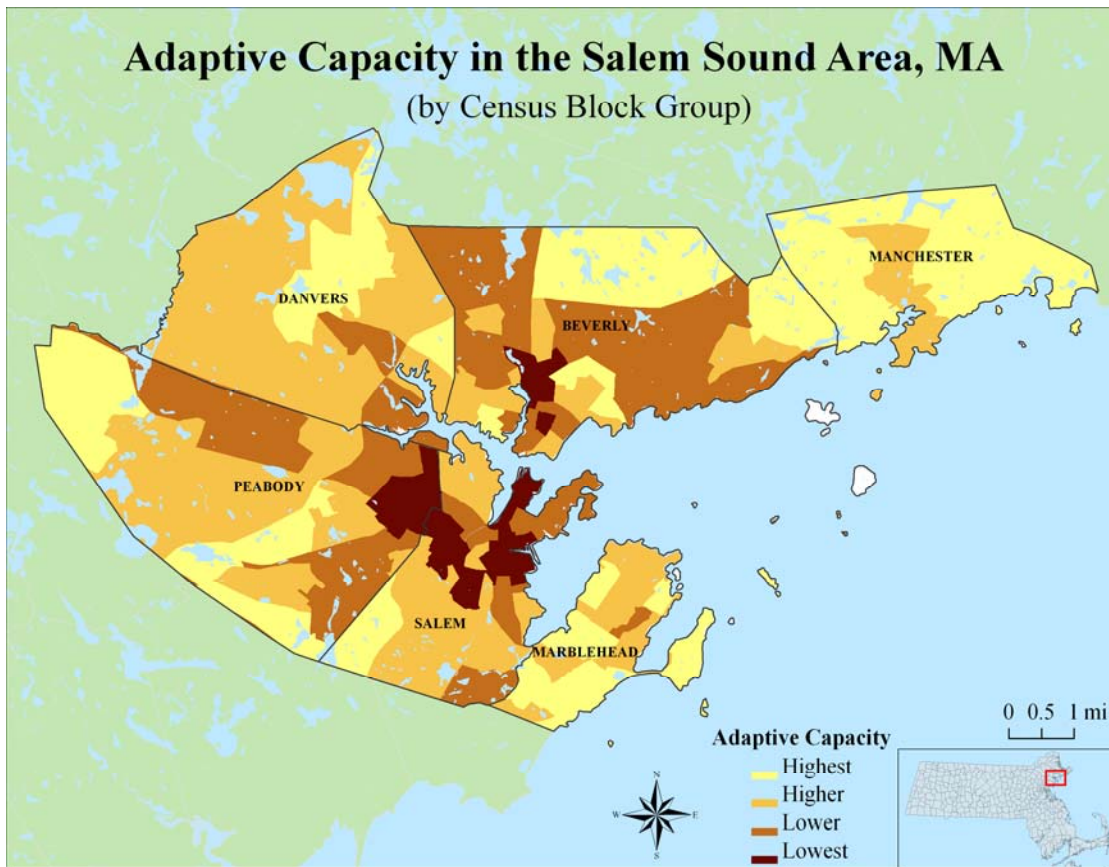 Adaptive Capacity in the Salem Sound Area, MA
(by Census Block Group)
MANCHESTER
DANVERS
BEVERLY
PEABODY
SALEM
MARBLEHEAD
0 0.5 1 mi
Adaptive Capacity
Highest
Higher
Lower
Lowest
N
W E
S